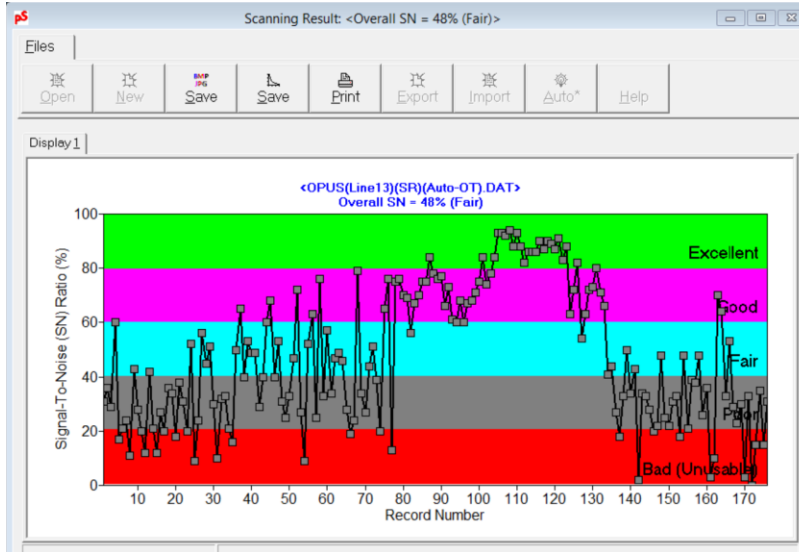 pS
Scanning Result: <Overall SN = 48% (Fair)>
Files
Open
New
BMP
JPG
Save
Save
Print
Export
Import
Auto*
Help
Display 1
<OPUS(Line13)(SR)(Auto-OT).DAT>
Overall SN = 48% (Fair)
Signal-To-Noise (SN) Ratio (%)
100
80
60
40
20
0
Excellent
Good
Fair
Poor
Bad (Unusable)
10 20 30 40 50 60 70 80 90 100 110 120 130 140 150 160 170
Record Number